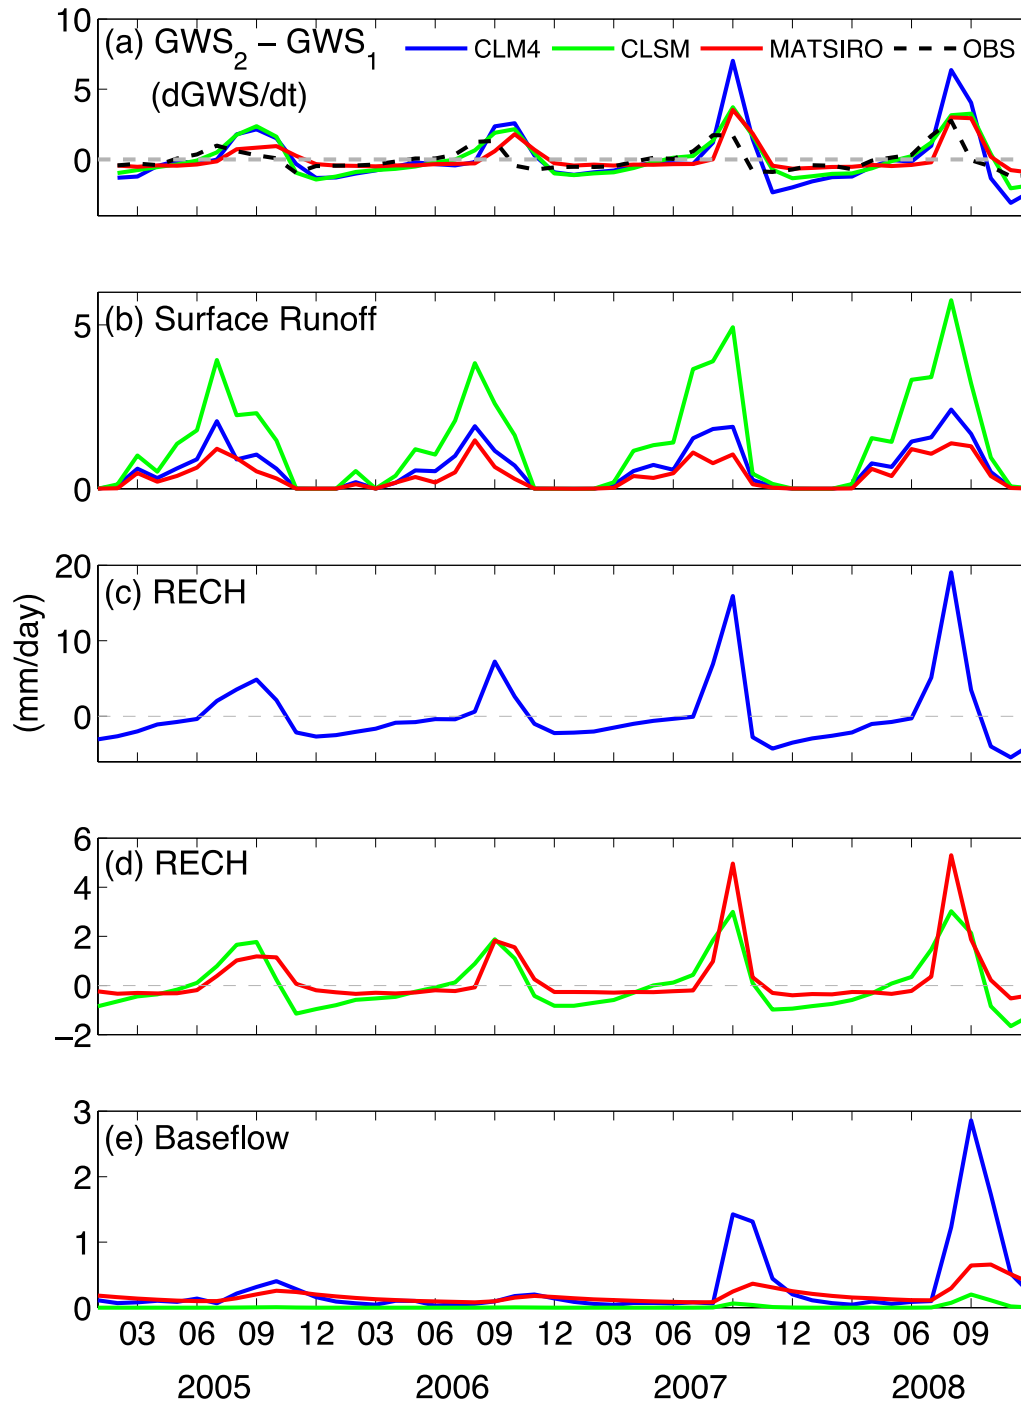 10
(a) GWS2 – GWS1
CLM4 CLSM MATSIRO OBS
(dGWS/dt)
5
0
(b) Surface Runoff
5
0
20
(c) RECH
10
0
(mm/day)
6
(d) RECH
4
2
0
−2
3
(e) Baseflow
2
1
0
03 06 09 12 03 06 09 12 03 06 09 12 03 06 09
2005 2006 2007 2008